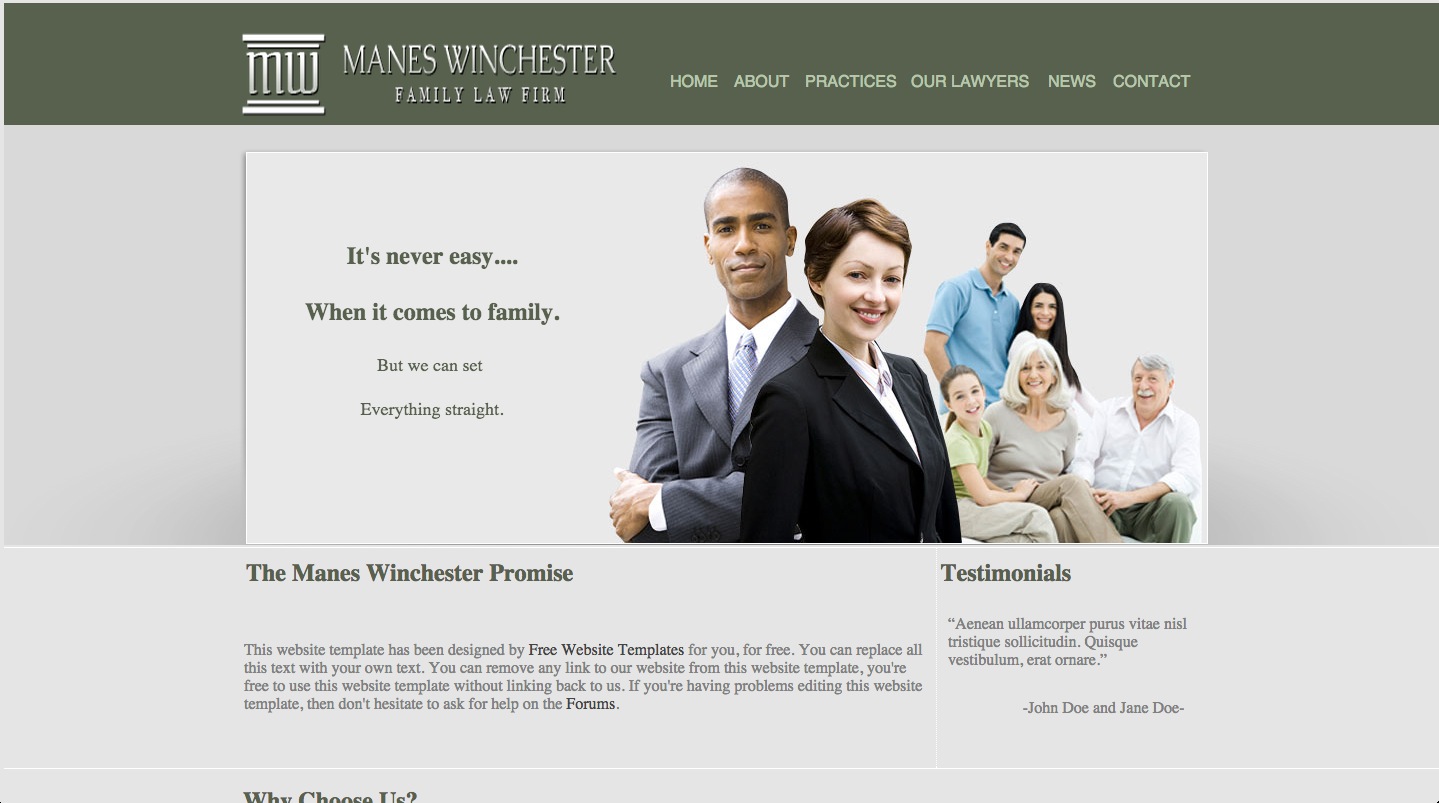 mw
MANES WINCHESTER
FAMILY LAW FIRM
HOME ABOUT PRACTICES OUR LAWYERS NEWS CONTACT
It's never easy....
When it comes to family.
But we can set
Everything straight.
The Manes Winchester Promise
This website template has been designed by Free Website Templates for you, for free. You can replace all
this text with your own text. You can remove any link to our website from this website template, you're
free to use this website template without linking back to us. If you're having problems editing this website
template, then don't hesitate to ask for help on the Forums.
Testimonials
“Aenean ullamcorper purus vitae nisl
tristique sollicitudin. Quisque
vestibulum, erat ornare.”
-John Doe and Jane Doe-
Why Choose Us?